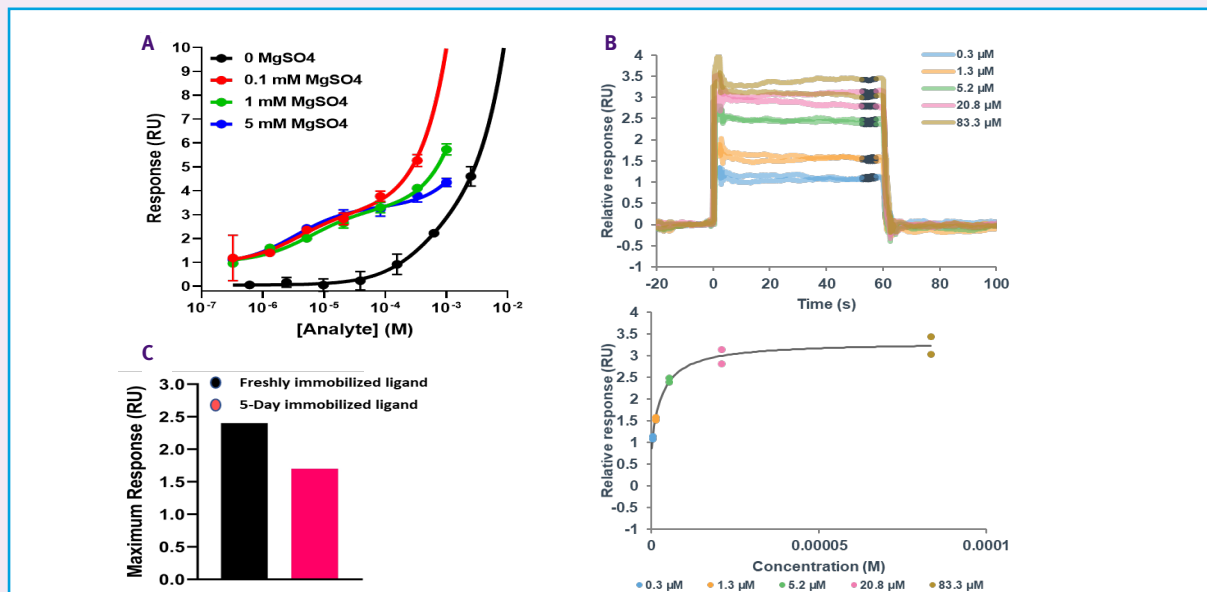 A
10
9
8
7
6
5
4
3
2
1
0
Response (RU)
0 MgSO4
0.1 mM MgSO4
1 mM MgSO4
5 mM MgSO4
10-7
10-6
10-5
10-4
10-3
10-2
[Analyte] (M)
B
4
3.5
3
2.5
2
1.5
1
0.5
0
-0.5
-1
Relative response (RU)
0.3 µM
1.3 µM
5.2 µM
20.8 µM
83.3 µM
-20
0
20
40
60
80
100
Time (s)
C
3.0
2.5
2.0
1.5
1.0
0.5
0.0
Maximum Response (RU)
Freshly immobilized ligand
5-Day immobilized ligand
4
3.5
3
2.5
2
1.5
1
0.5
0
-0.5
-1
Relative response (RU)
0
0.00005
0.0001
Concentration (M)
0.3 µM
1.3 µM
5.2 µM
20.8 µM
83.3 µM